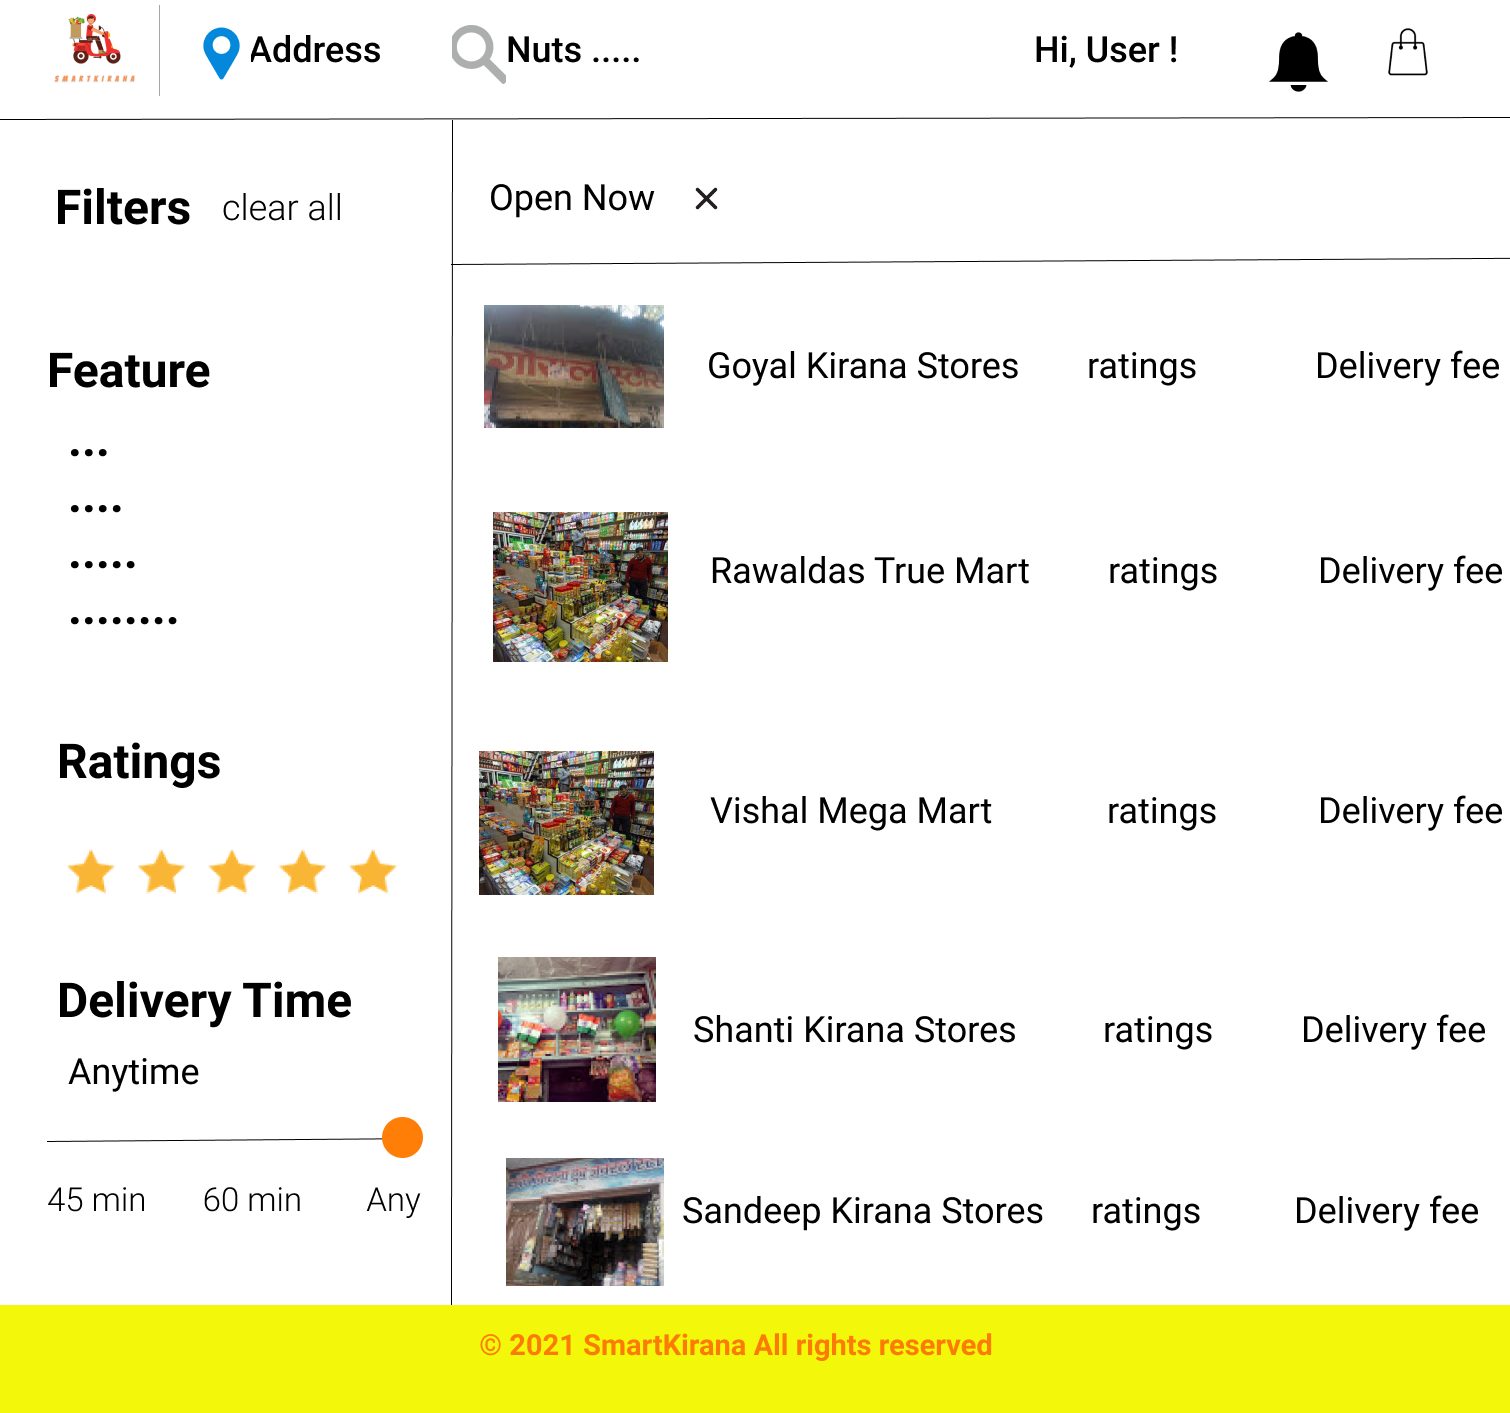 SMARTKIRANA
Address
Nuts .....
Hi, User !
Filters clear all
Feature
...
....
.....
........
Ratings
Delivery Time
Anytime
45 min 60 min Any
Open Now ×
गोयल स्टोर
Goyal Kirana Stores ratings Delivery fee
Rawaldas True Mart ratings Delivery fee
Vishal Mega Mart ratings Delivery fee
Shanti Kirana Stores ratings Delivery fee
Sandeep Kirana Stores ratings Delivery fee
© 2021 SmartKirana All rights reserved